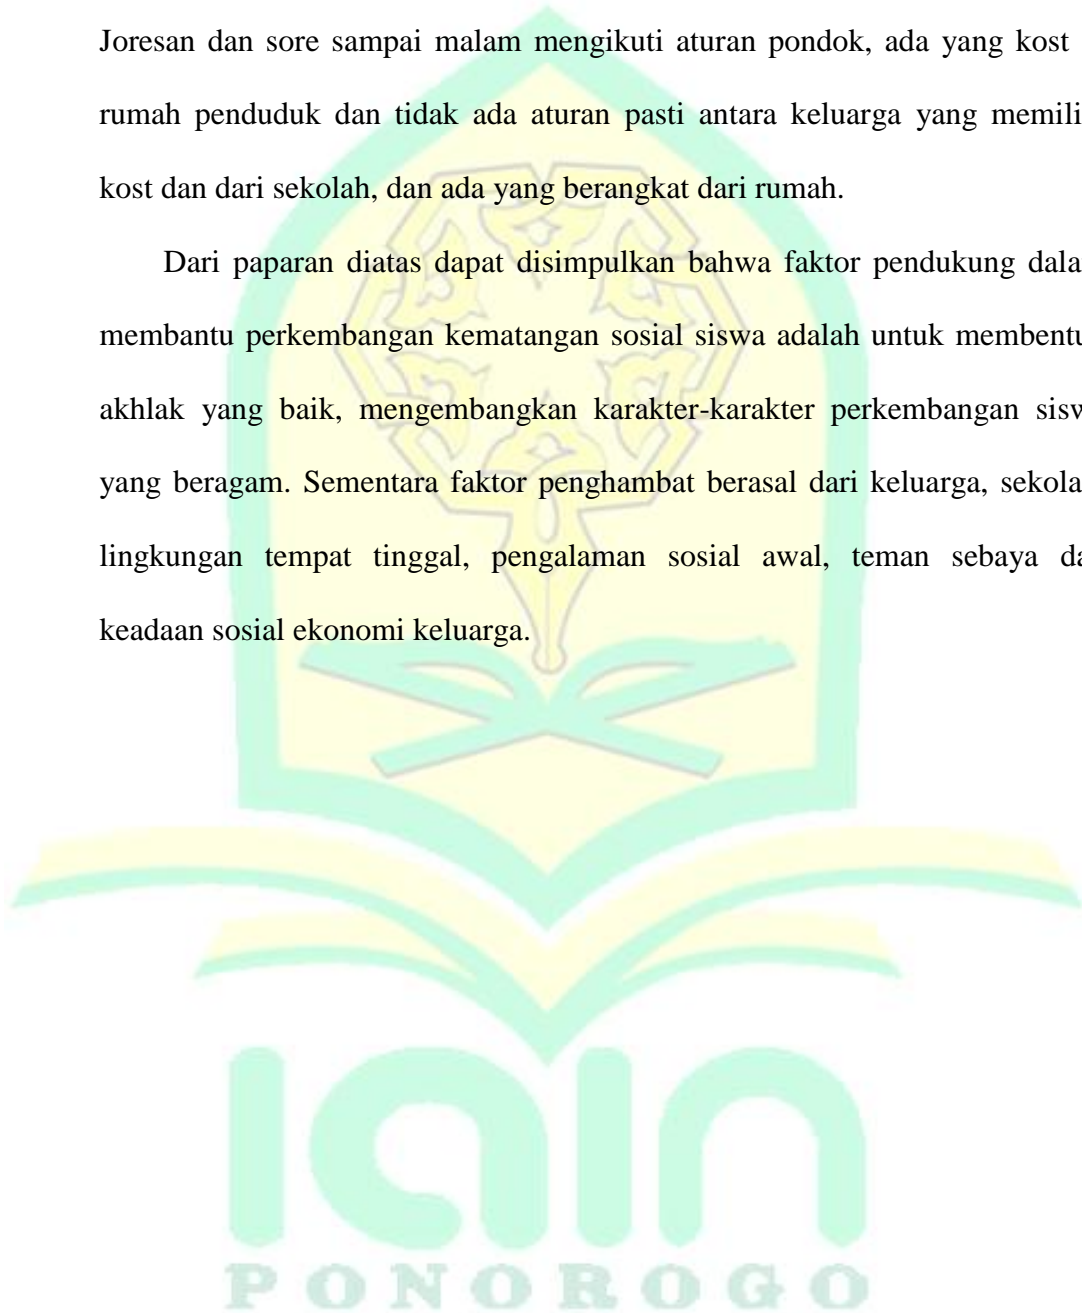 Joresan dan sore sampai malam mengikuti aturan pondok, ada yang kost
rumah penduduk dan tidak ada aturan pasti antara keluarga yang memili
kost dan dari sekolah, dan ada yang berangkat dari rumah.
Dari paparan diatas dapat disimpulkan bahwa faktor pendukung dala
membantu perkembangan kematangan sosial siswa adalah untuk membentu
akhlak yang baik, mengembangkan karakter-karakter perkembangan sisw
yang beragam. Sementara faktor penghambat berasal dari keluarga, sekola
lingkungan tempat tinggal, pengalaman sosial awal, teman sebaya da
keadaan sosial ekonomi keluarga.
iain
PONOROGO